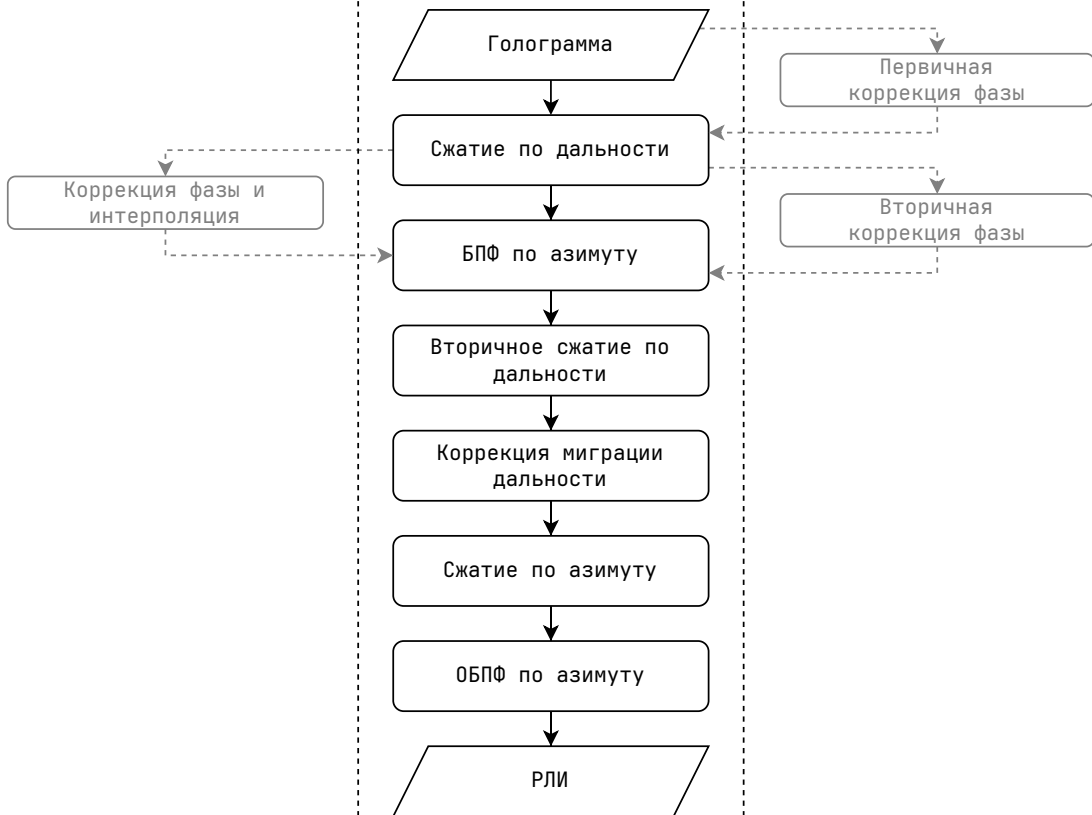 Голограмма
Первичная
коррекция фазы
Сжатие по дальности
Коррекция фазы и
интерполяция
Вторичная
коррекция фазы
БПФ по азимуту
Вторичное сжатие по
дальности
Коррекция миграции
дальности
Сжатие по азимуту
ОБПФ по азимуту
РЛИ